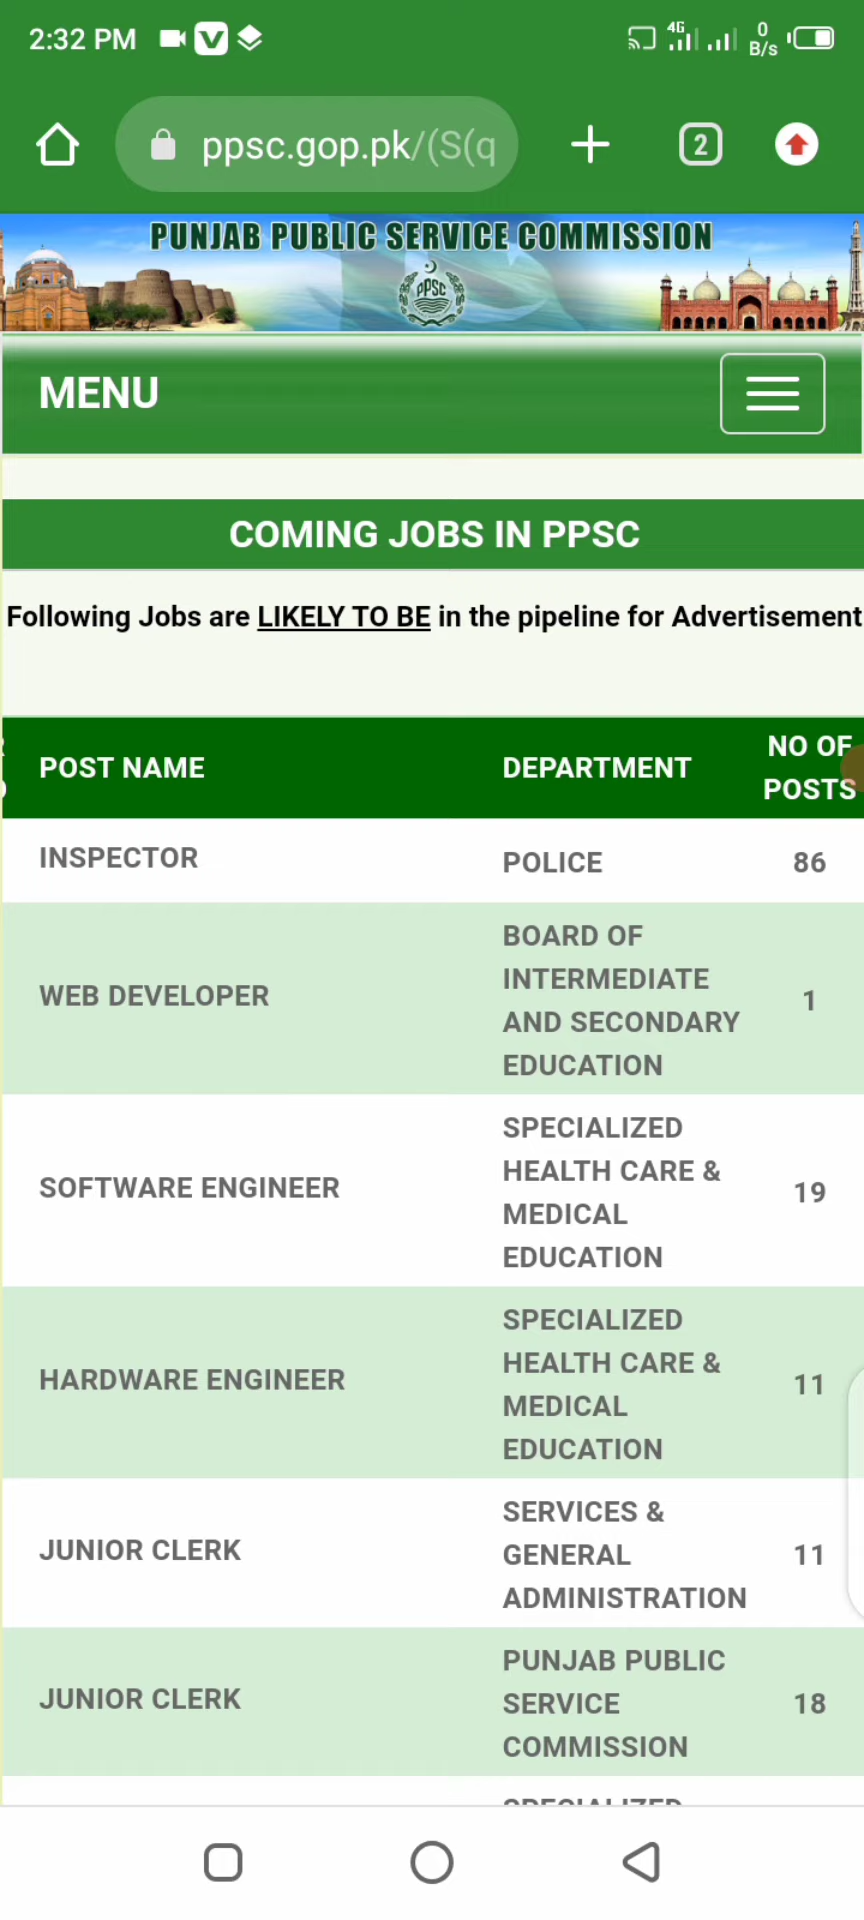 2:32 PM
4G
0
B/s
ppsc.gop.pk/(S(q
2
PUNJAB PUBLIC SERVICE COMMISSION
PPSC
MENU
COMING JOBS IN PPSC
Following Jobs are LIKELY TO BE in the pipeline for Advertisement
POST NAME
DEPARTMENT
NO OF
POSTS
INSPECTOR
POLICE
86
WEB DEVELOPER
BOARD OF
INTERMEDIATE
AND SECONDARY
EDUCATION
1
SOFTWARE ENGINEER
SPECIALIZED
HEALTH CARE &
MEDICAL
EDUCATION
19
HARDWARE ENGINEER
SPECIALIZED
HEALTH CARE &
MEDICAL
EDUCATION
11
JUNIOR CLERK
SERVICES &
GENERAL
ADMINISTRATION
11
JUNIOR CLERK
PUNJAB PUBLIC
SERVICE
COMMISSION
18